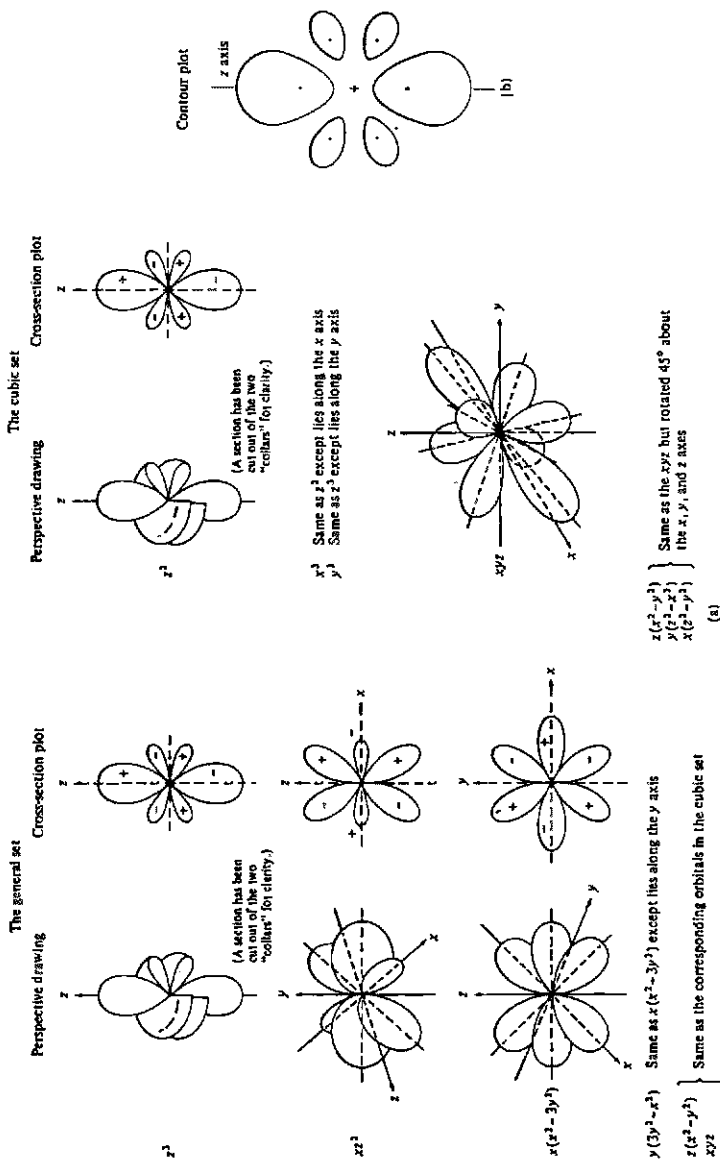 The general set
Perspective drawing Cross-section plot
z³
z
z
+
-
-
+
+
-
(A section has been
cut out of the two
"collars" for clarity.)
xz²
y
x
z
z
x
-
+
+
-
-
+
x(x²-3y²)
z
y
x
y
x
+
-
-
+
+
-
y(3y²-x²) Same as x(x²-3y²) except lies along the y axis
z(x²-y²)
xyz
Same as the corresponding orbitals in the cubic set
The cubic set
Perspective drawing Cross-section plot
z³
z
z
+
-
-
+
+
-
(A section has been
cut out of the two
"collars" for clarity.)
x³ Same as z³ except lies along the x axis
y³ Same as z³ except lies along the y axis
xyz
z
y
x
z(x²-y²)
y(z²-x²)
x(z²-y²)
Same as the xyz but rotated 45° about
the x, y, and z axes
(a)
Contour plot
z axis
(b)